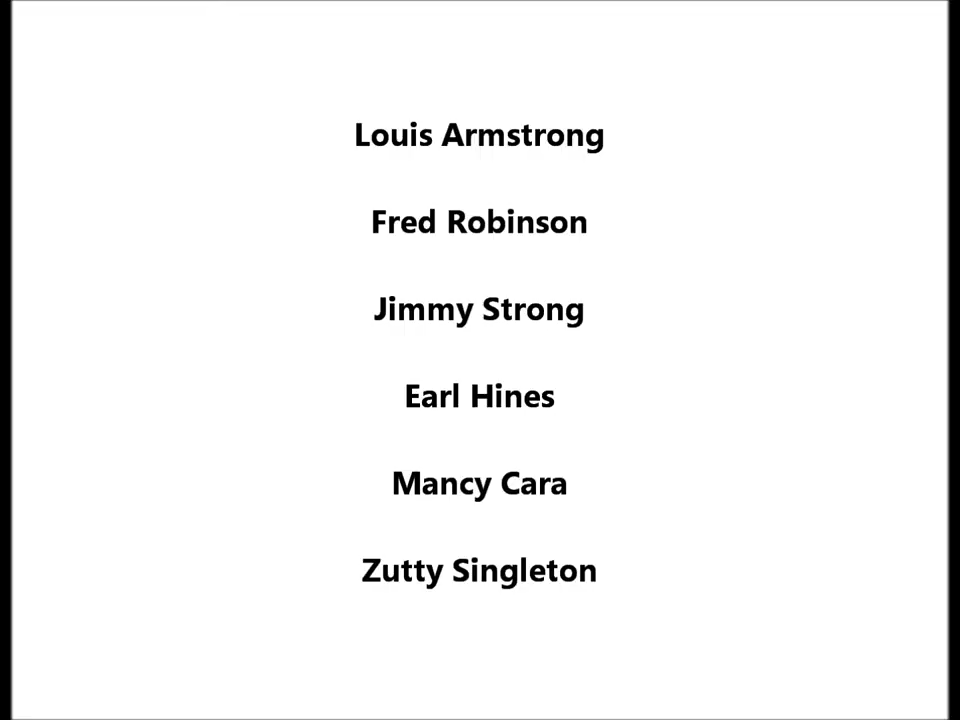 Louis Armstrong
Fred Robinson
Jimmy Strong
Earl Hines
Mancy Cara
Zutty Singleton